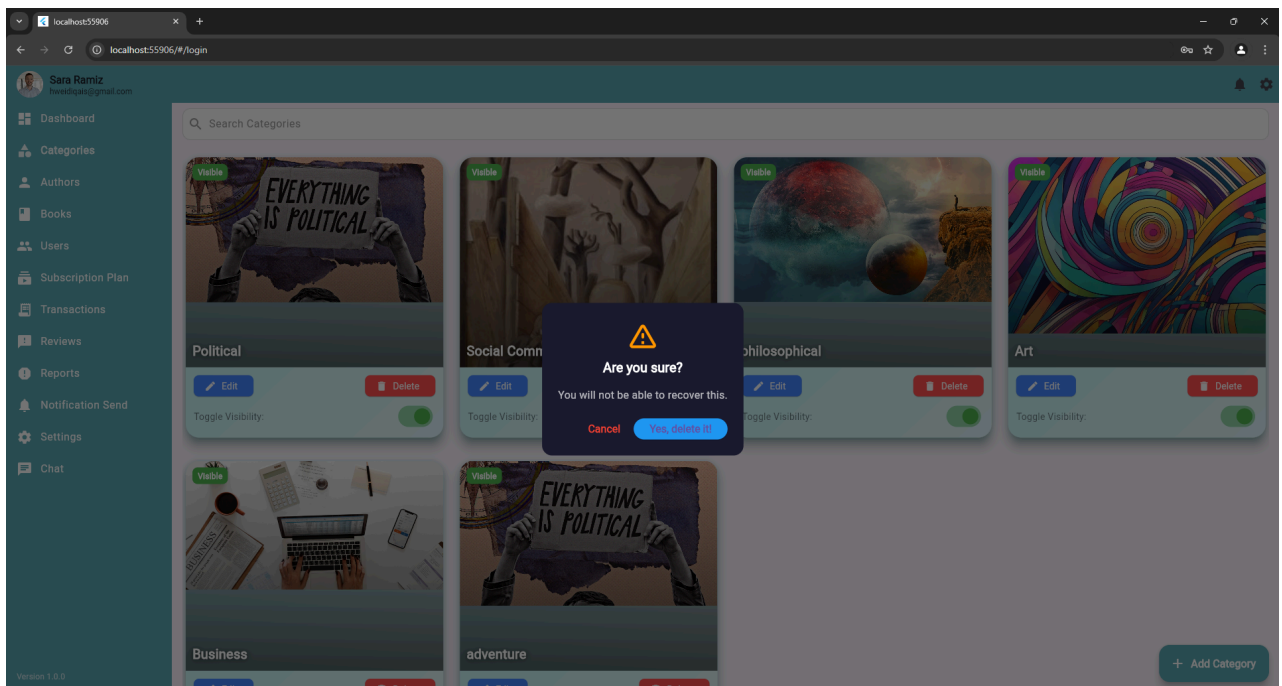 localhost:55906
localhost:55906/#/login
Sara Ramiz
hweidiqais@gmail.com
Dashboard
Categories
Authors
Books
Users
Subscription Plan
Transactions
Reviews
Reports
Notification Send
Settings
Chat
Version 1.0.0
Search Categories
Visible
EVERYTHING
IS POLITICAL
Political
Edit
Delete
Toggle Visibility:
Visible
Social Comm
Edit
Toggle Visibility:
Visible
philosophical
Edit
Delete
Toggle Visibility:
Visible
Art
Edit
Delete
Toggle Visibility:
Are you sure?
You will not be able to recover this.
Cancel
Yes, delete it!
Visible
BUSINESS
Business
Visible
EVERYTHING
IS POLITICAL
adventure
+ Add Category